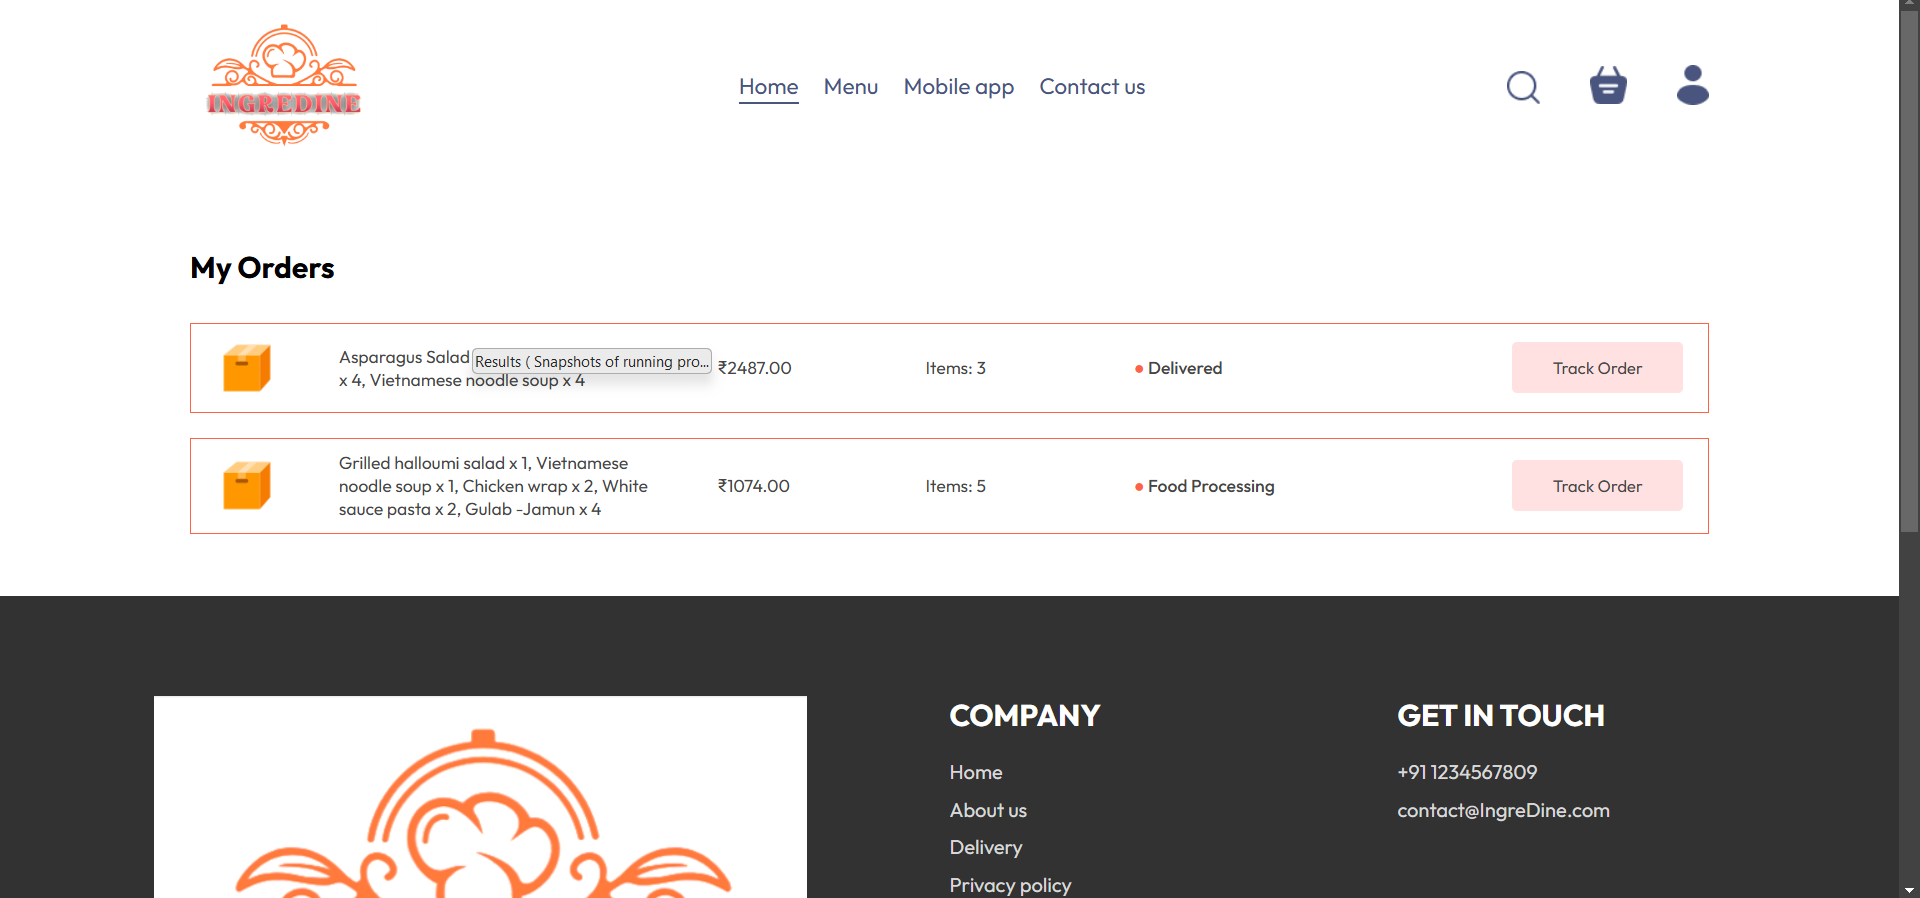 INGREDINE
Home Menu Mobile app Contact us
My Orders
Asparagus Salad
Results ( Snapshots of running pro...
x 4, Vietnamese noodle soup x 4
₹2487.00
Items: 3
Delivered
Track Order
Grilled halloumi salad x 1, Vietnamese
noodle soup x 1, Chicken wrap x 2, White
sauce pasta x 2, Gulab -Jamun x 4
₹1074.00
Items: 5
Food Processing
Track Order
COMPANY
Home
About us
Delivery
Privacy policy
GET IN TOUCH
+91 1234567809
contact@IngreDine.com